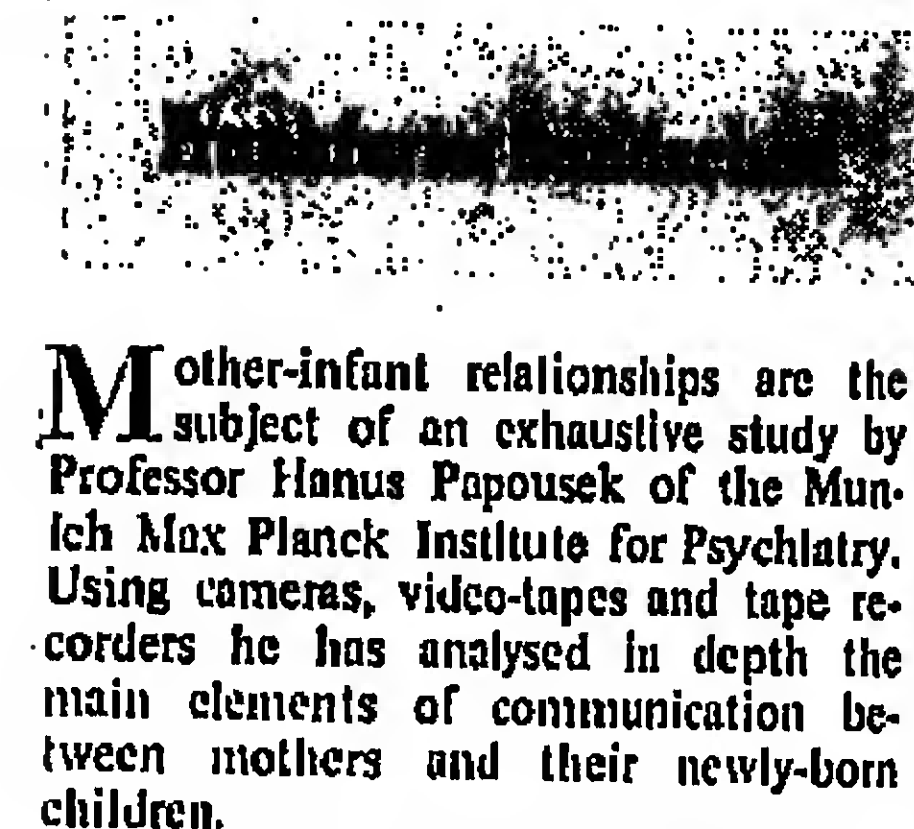 Mother-infant relationships are the
subject of an exhaustive study by
Professor Hanus Papousek of the Mun-
ich Max Planck Institute for Psychiatry.
Using cameras, video-tapes and tape re-
corders he has analysed in depth the
main elements of communication be-
tween mothers and their newly-born
children.